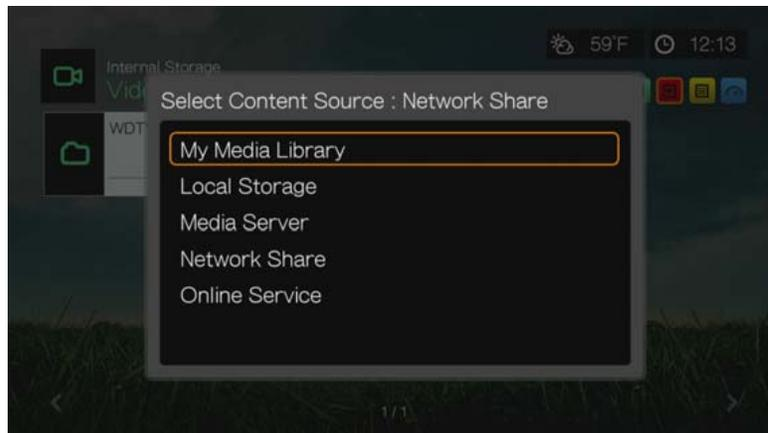 59°F 12:13
Internal Storage
Vid
Select Content Source : Network Share
WDT
My Media Library
Local Storage
Media Server
Network Share
Online Service
1/1